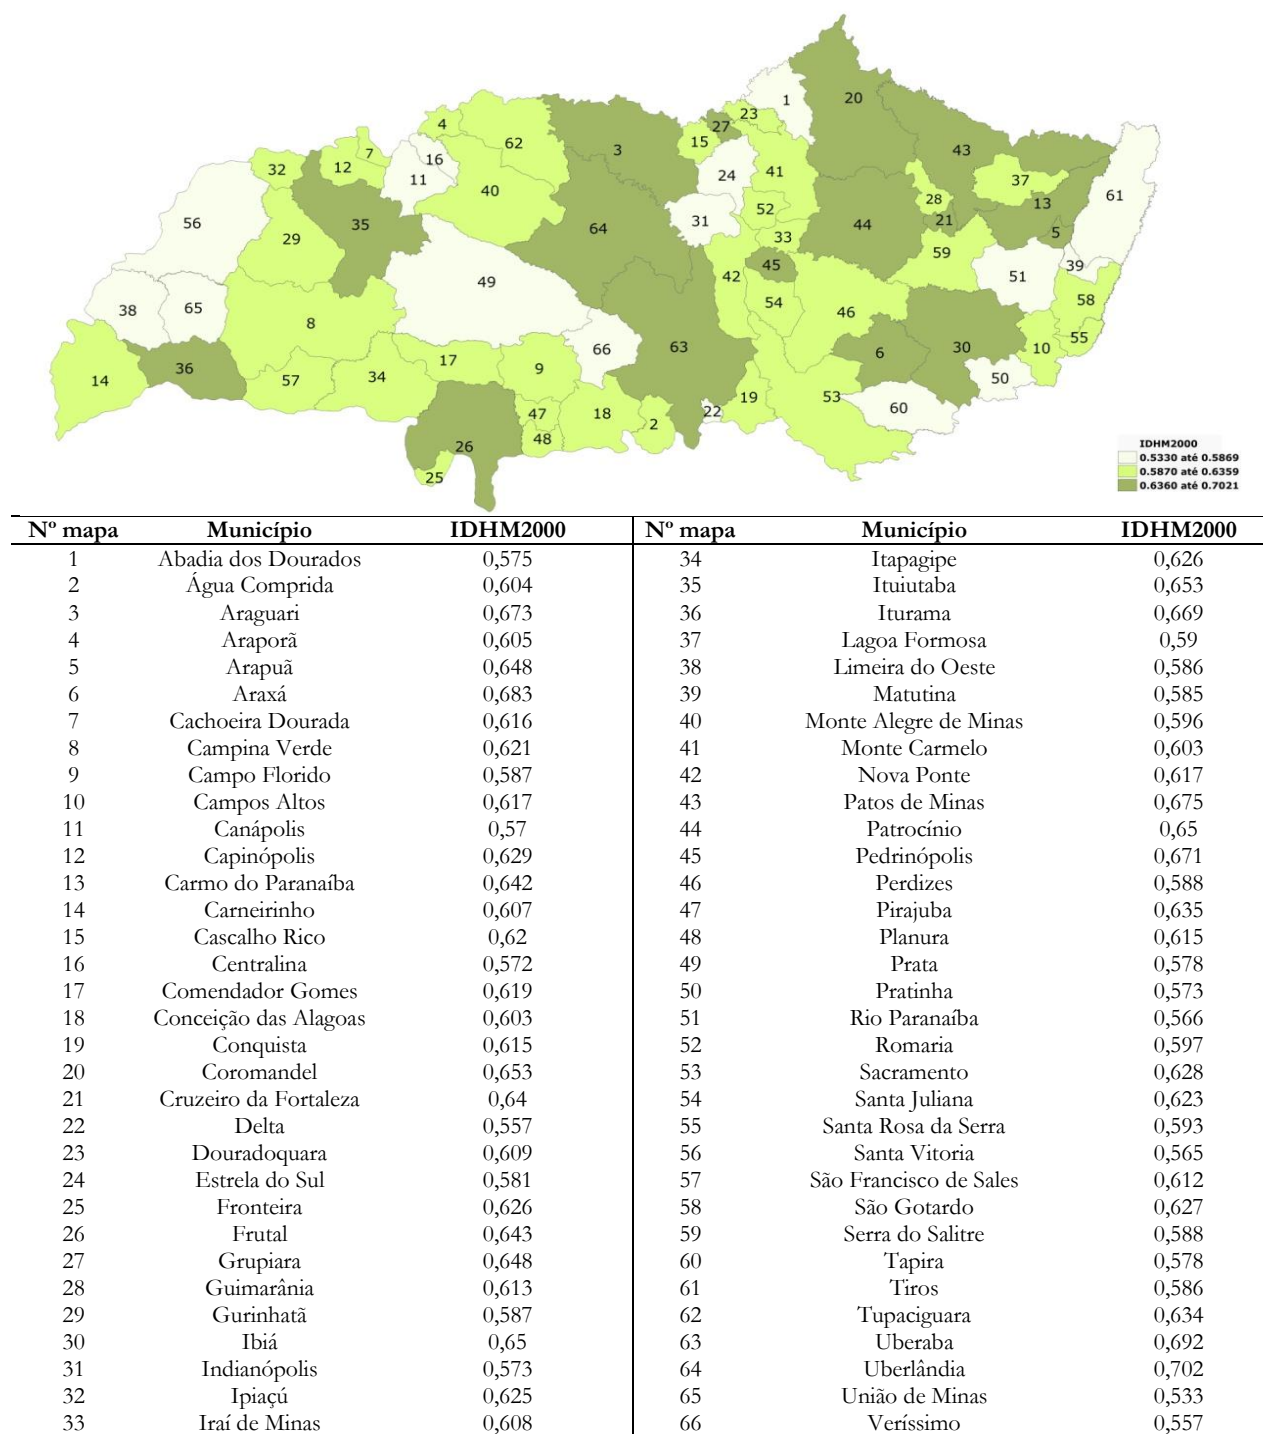 20
1
23
27
4
62
15
3
43
7
16
12
32
24
41
37
11
40
61
28
13
52
56
35
31
21
44
64
5
33
29
59
45
39
42
51
49
58
54
38
65
46
8
55
63
66
6
30
10
17
9
36
57
34
50
14
19
53
60
47
18
22
2
48
26
25
IDHM2000
0.5330 até 0.5869
0.5870 até 0.6359
0.6360 até 0.7021
Nº mapa Município IDHM2000 Nº mapa Município IDHM2000
1 Abadia dos Dourados 0,575 34 Itapagipe 0,626
2 Água Comprida 0,604 35 Ituiutaba 0,653
3 Araguari 0,673 36 Iturama 0,669
4 Araporã 0,605 37 Lagoa Formosa 0,59
5 Arapuã 0,648 38 Limeira do Oeste 0,586
6 Araxá 0,683 39 Matutina 0,585
7 Cachoeira Dourada 0,616 40 Monte Alegre de Minas 0,596
8 Campina Verde 0,621 41 Monte Carmelo 0,603
9 Campo Florido 0,587 42 Nova Ponte 0,617
10 Campos Altos 0,617 43 Patos de Minas 0,675
11 Canápolis 0,57 44 Patrocínio 0,65
12 Capinópolis 0,629 45 Pedrinópolis 0,671
13 Carmo do Paranaíba 0,642 46 Perdizes 0,588
14 Carneirinho 0,607 47 Pirajuba 0,635
15 Cascalho Rico 0,62 48 Planura 0,615
16 Centralina 0,572 49 Prata 0,578
17 Comendador Gomes 0,619 50 Pratinha 0,573
18 Conceição das Alagoas 0,603 51 Rio Paranaíba 0,566
19 Conquista 0,615 52 Romaria 0,597
20 Coromandel 0,653 53 Sacramento 0,628
21 Cruzeiro da Fortaleza 0,64 54 Santa Juliana 0,623
22 Delta 0,557 55 Santa Rosa da Serra 0,593
23 Douradoquara 0,609 56 Santa Vitoria 0,565
24 Estrela do Sul 0,581 57 São Francisco de Sales 0,612
25 Fronteira 0,626 58 São Gotardo 0,627
26 Frutal 0,643 59 Serra do Salitre 0,588
27 Grupiara 0,648 60 Tapira 0,578
28 Guimarânia 0,613 61 Tiros 0,586
29 Gurinhatã 0,587 62 Tupaciguara 0,634
30 Ibiá 0,65 63 Uberaba 0,692
31 Indianópolis 0,573 64 Uberlândia 0,702
32 Ipiaçú 0,625 65 União de Minas 0,533
33 Iraí de Minas 0,608 66 Veríssimo 0,557